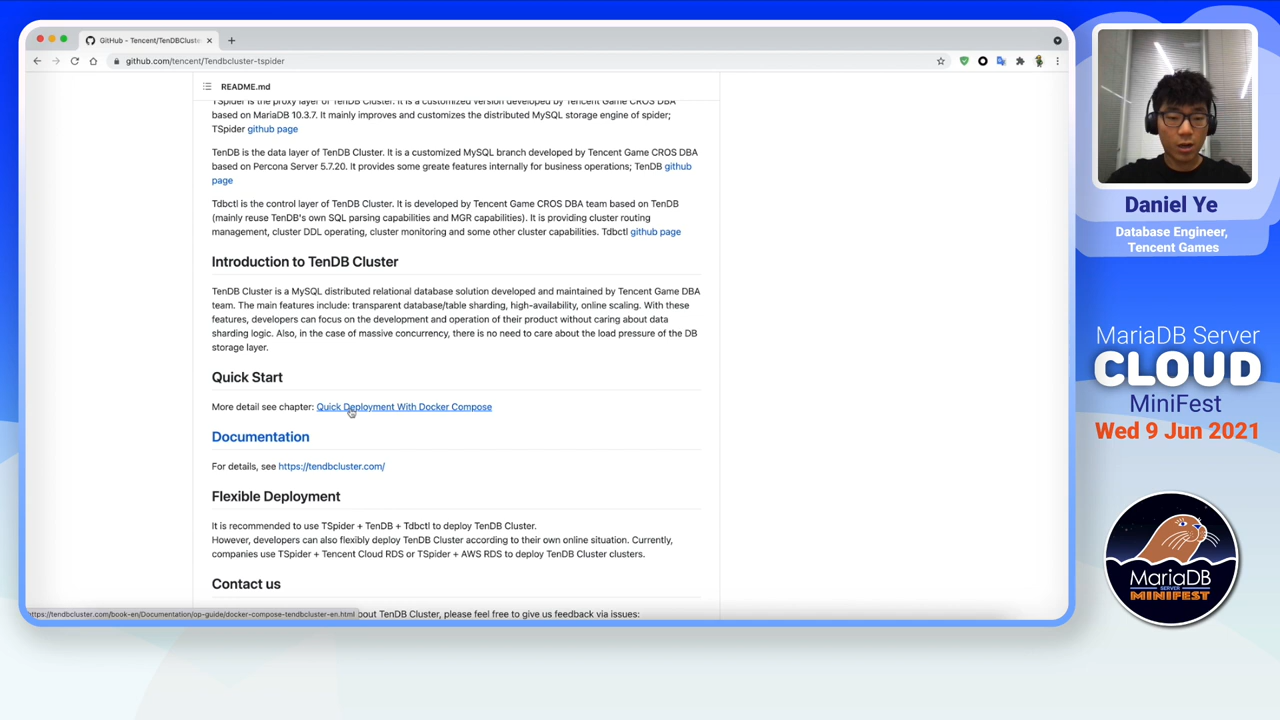 GitHub - Tencent/TenDBCluste
github.com/tencent/Tendbcluster-tspider
README.md
TSpider is the proxy layer of TenDB Cluster. It is a customized version developed by Tencent Game CROS DBA
based on MariaDB 10.3.7. It mainly improves and customizes the distributed MySQL storage engine of spider;
TSpider github page
TenDB is the data layer of TenDB Cluster. It is a customized MySQL branch developed by Tencent Game CROS DBA
based on Percona Server 5.7.20. It provides some greate features internally for business operations; TenDB github
page
Tdbctl is the control layer of TenDB Cluster. It is developed by Tencent Game CROS DBA team based on TenDB
(mainly reuse TenDB's own SQL parsing capabilities and MGR capabilities). It is providing cluster routing
management, cluster DDL operating, cluster monitoring and some other cluster capabilities. Tdbctl github page
Introduction to TenDB Cluster
TenDB Cluster is a MySQL distributed relational database solution developed and maintained by Tencent Game DBA
team. The main features include: transparent database/table sharding, high-availability, online scaling. With these
features, developers can focus on the development and operation of their product without caring about data
sharding logic. Also, in the case of massive concurrency, there is no need to care about the load pressure of the DB
storage layer.
Quick Start
More detail see chapter: Quick Deployment With Docker Compose
Documentation
For details, see https://tendbcluster.com/
Flexible Deployment
It is recommended to use TSpider + TenDB + Tdbctl to deploy TenDB Cluster.
However, developers can also flexibly deploy TenDB Cluster according to their own online situation. Currently,
companies use TSpider + Tencent Cloud RDS or TSpider + AWS RDS to deploy TenDB Cluster clusters.
Contact us
https://tendbcluster.com/book-en/Documentation/op-guide/docker-compose-tendbcluster-en.html
bout TenDB Cluster, please feel free to give us feedback via issues:
Daniel Ye
Database Engineer,
Tencent Games
MariaDB Server
CLOUD
MiniFest
Wed 9 Jun 2021
MariaDB
SERVER
MINIFEST